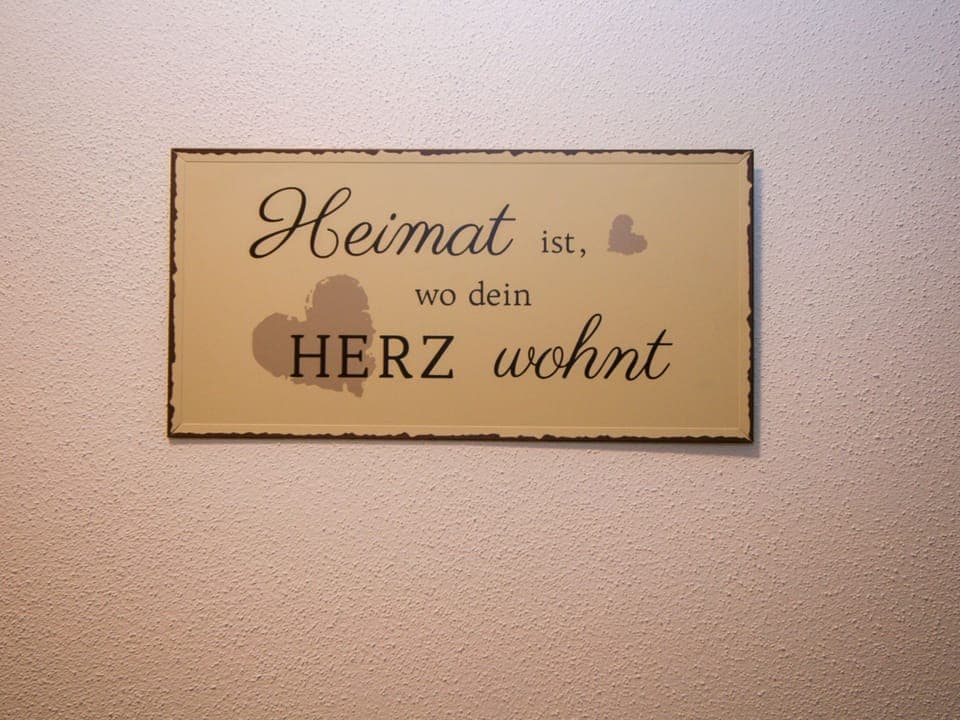 Heimat ist,
wo dein
HERZ wohnt